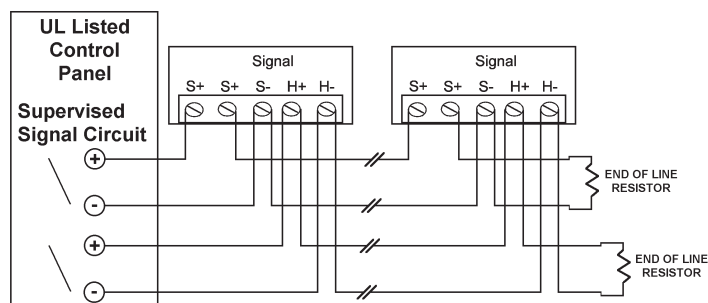 UL Listed
Control
Panel
Supervised
Signal Circuit
+
-
+
-
Signal
S+ S+ S- H+ H-
Signal
S+ S+ S- H+ H-
END OF LINE
RESISTOR
END OF LINE
RESISTOR